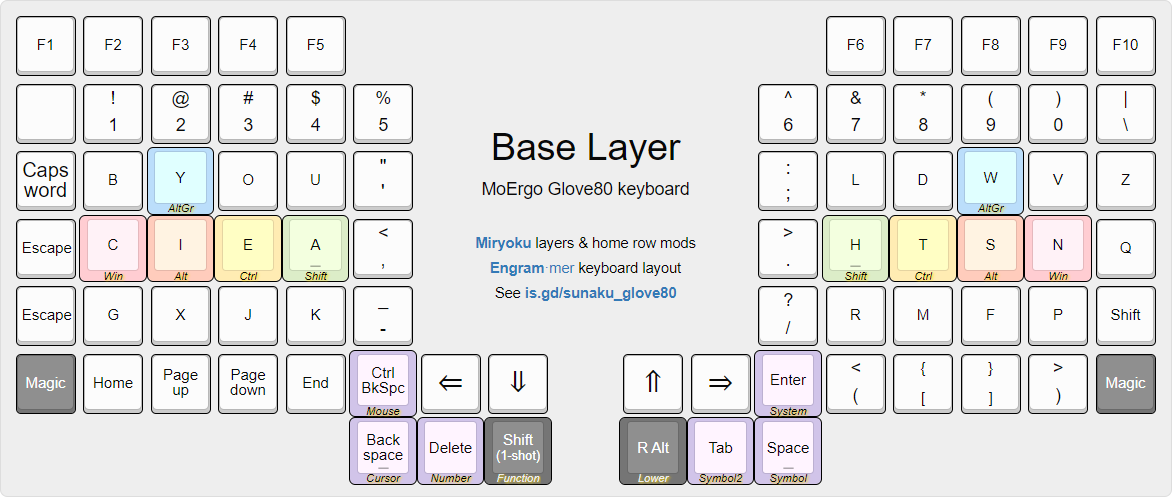 F1 F2 F3 F4 F5 F6 F7 F8 F9 F10
! @ # $ % ^ & * ( ) |
1 2 3 4 5 6 7 8 9 0 \
Base Layer
MoErgo Glove80 keyboard
Caps word B Y O U " ' : ; L D W V Z
AltGr AltGr
Miryoku layers & home row mods
Engram-mer keyboard layout
See is.gd/sunaku_glove80
Escape C I E A < , > . H T S N Q
Win Alt Ctrl Shift Shift Ctrl Alt Win
Escape G X J K _ - ? / R M F P Shift
Magic Home Page up Page down End Ctrl BkSpc ⇐ ⇓ ⇑ ⇒ Enter < ( { [ } ] > ) Magic
Mouse System
Back space Delete Shift (1-shot) R Alt Tab Space
Cursor Number Function Lower Symbol2 Symbol